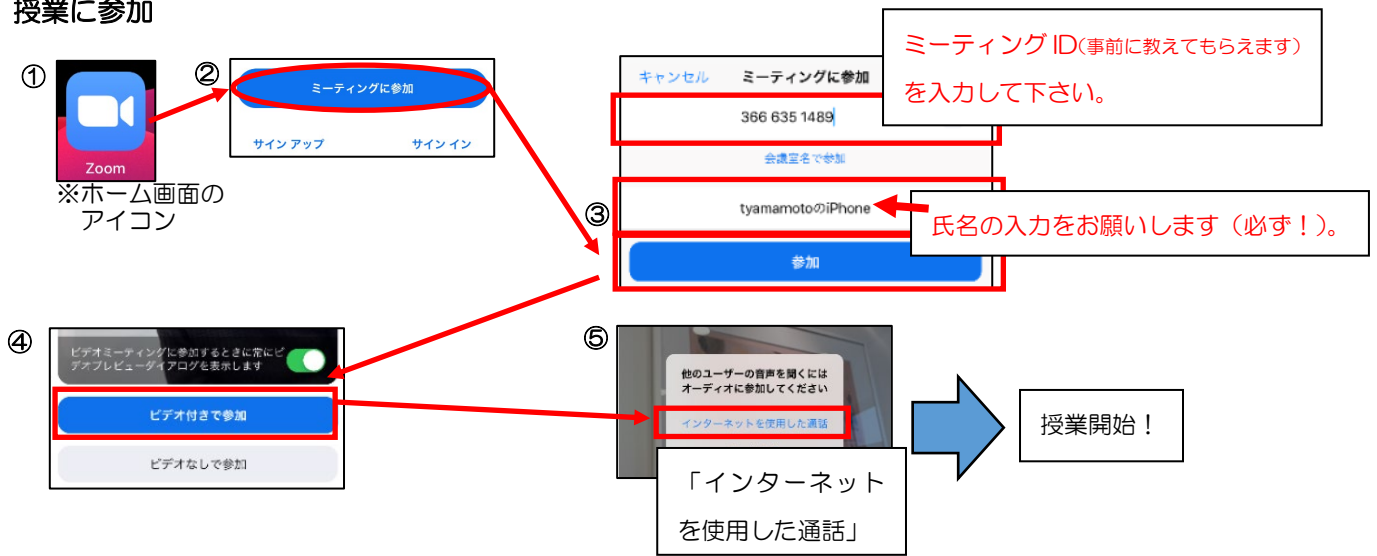 授業に参加
①
Zoom
※ホーム画面の
アイコン
②
ミーティングに参加
サイン アップ
サイン イン
③
キャンセル
ミーティングに参加
366 635 1489
会議室名で参加
tyamamotoのiPhone
参加
ミーティング ID(事前に教えてもらえます)
を入力して下さい。
氏名の入力をお願いします（必ず！）。
④
ビデオミーティングに参加するときに常にビ
デオプレビューダイアログを表示します
ビデオ付きで参加
ビデオなしで参加
⑤
他のユーザーの音声を聞くには
オーディオに参加してください
インターネットを使用した通話
「インターネット
を使用した通話」
授業開始！